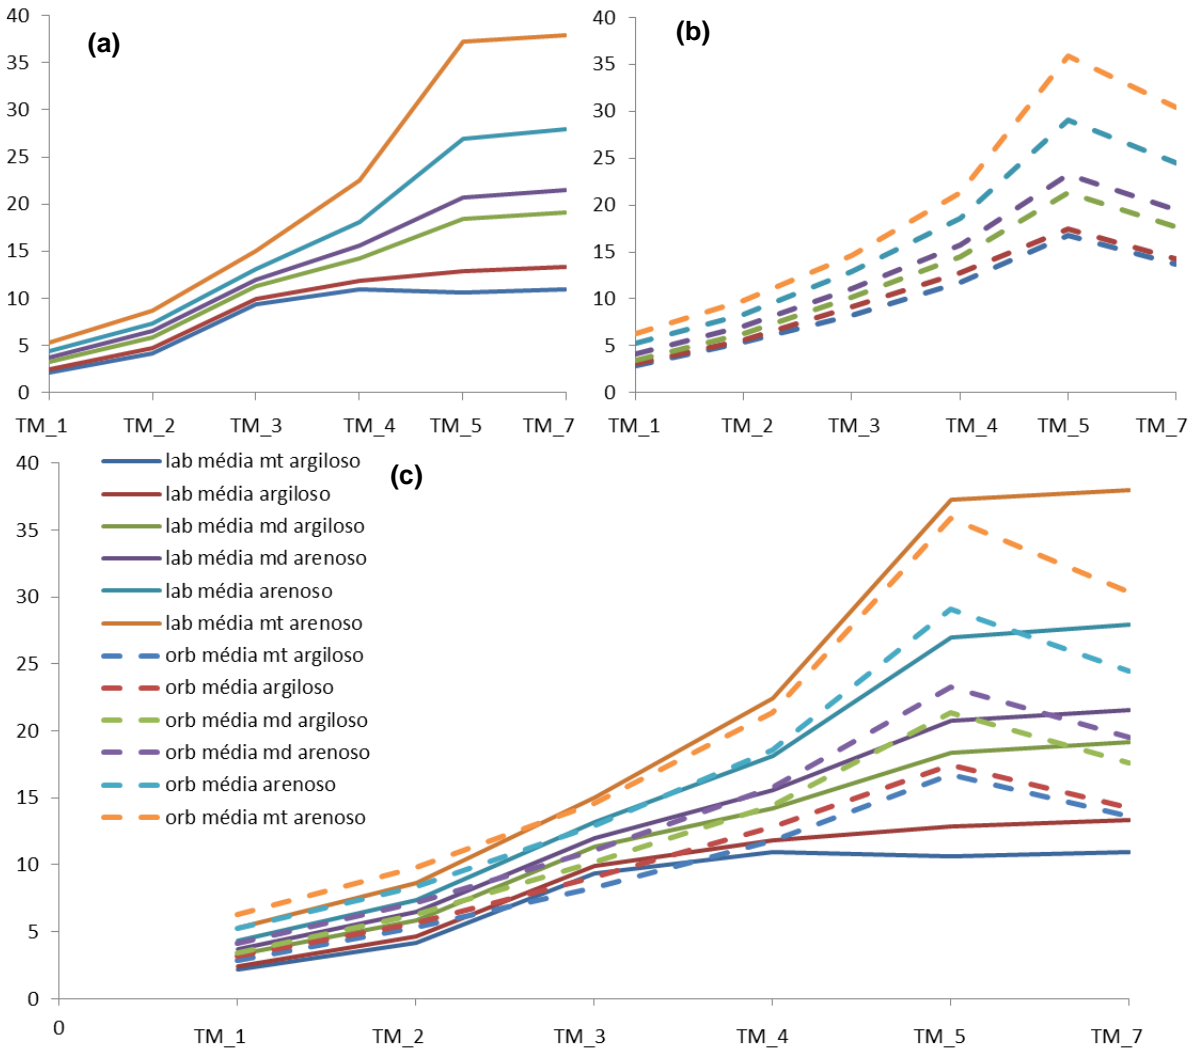 (a)
40
35
30
25
20
15
10
5
0
TM_1 TM_2 TM_3 TM_4 TM_5 TM_7
(b)
40
35
30
25
20
15
10
5
0
TM_1 TM_2 TM_3 TM_4 TM_5 TM_7
(c)
40
35
30
25
20
15
10
5
0
lab média mt argiloso
lab média argiloso
lab média md argiloso
lab média md arenoso
lab média arenoso
lab média mt arenoso
orb média mt argiloso
orb média argiloso
orb média md argiloso
orb média md arenoso
orb média arenoso
orb média mt arenoso
0 TM_1 TM_2 TM_3 TM_4 TM_5 TM_7